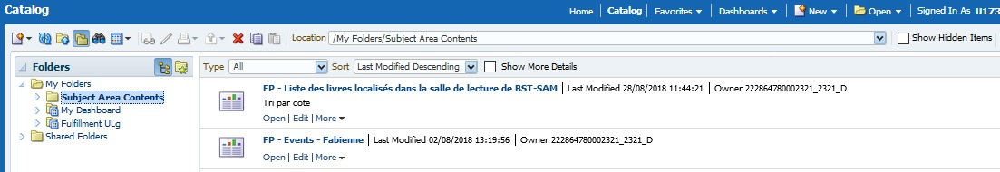 Catalog
Home Catalog Favorites Dashboards New Open Signed In As U173
Location /My Folders/Subject Area Contents Show Hidden Items
Folders
My Folders
Subject Area Contents
My Dashboard
Fulfillment ULg
Shared Folders
Type All Sort Last Modified Descending Show More Details
FP - Liste des livres localisés dans la salle de lecture de BST-SAM | Last Modified 28/08/2018 11:44:21 | Owner 222864780002321_2321_D
Tri par cote
Open | Edit | More
FP - Events - Fabienne | Last Modified 02/08/2018 13:19:56 | Owner 222864780002321_2321_D
Open | Edit | More